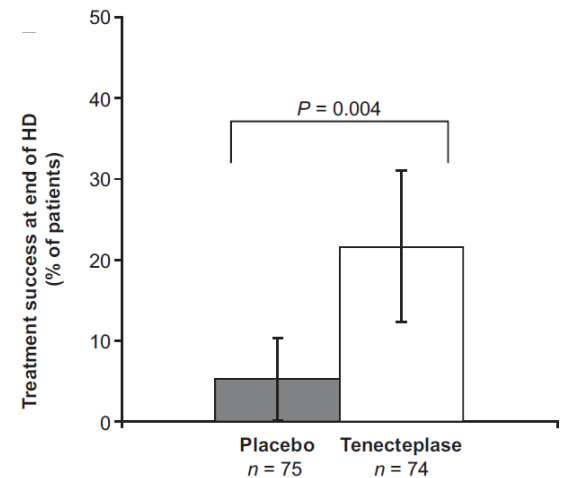 Treatment success at end of HD
(% of patients)
50
40
30
20
10
0
P = 0.004
Placebo
n = 75
Tenecteplase
n = 74